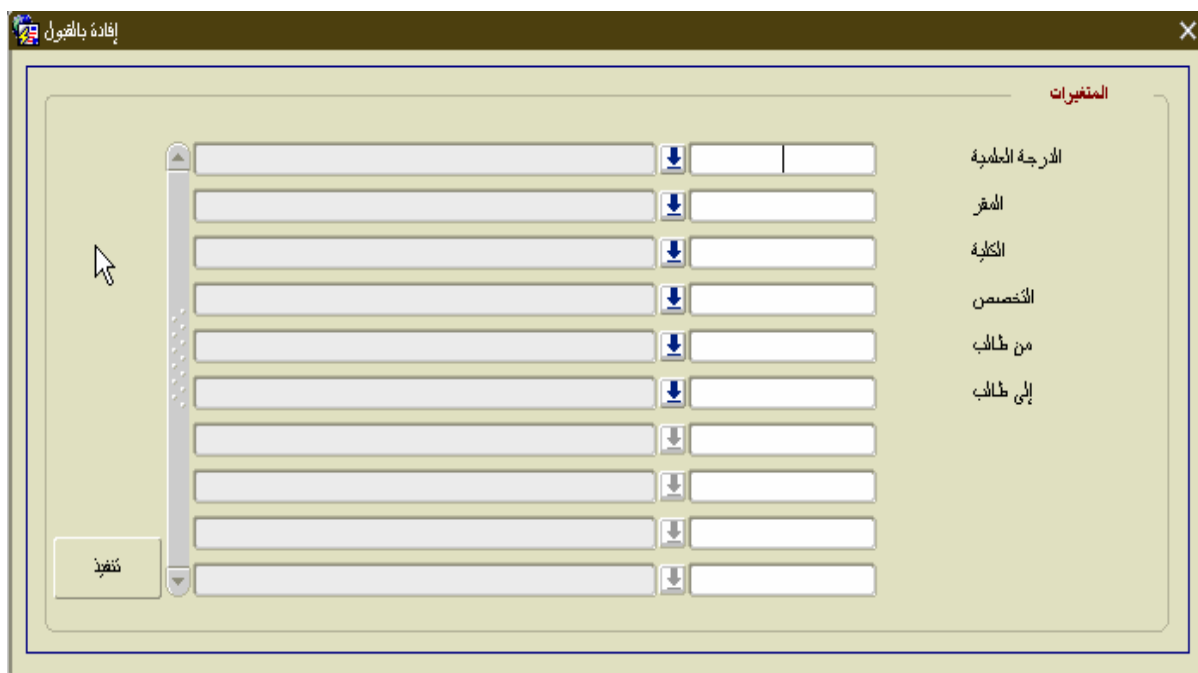 إفادة بالقبول
المتغيرات
الدرجة العلمية
المقر
الكلية
التخصص
من طالب
إلى طالب
تنفيذ